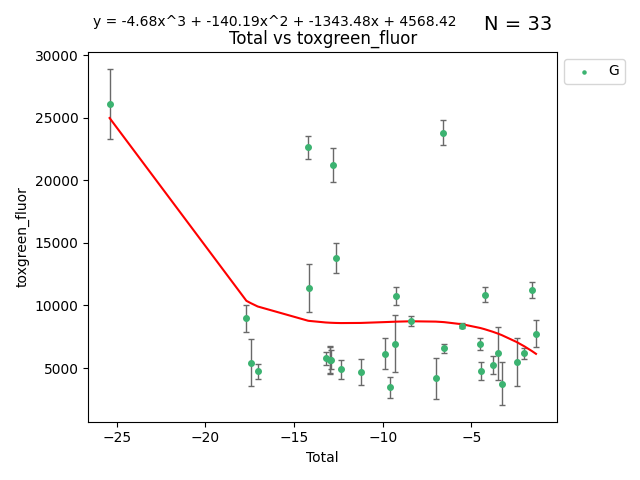 y = -4.68x^3 + -140.19x^2 + -1343.48x + 4568.42
N = 33
Total vs toxgreen_fluor
G
30000
25000
20000
15000
10000
5000
toxgreen_fluor
−25
−20
−15
−10
−5
Total